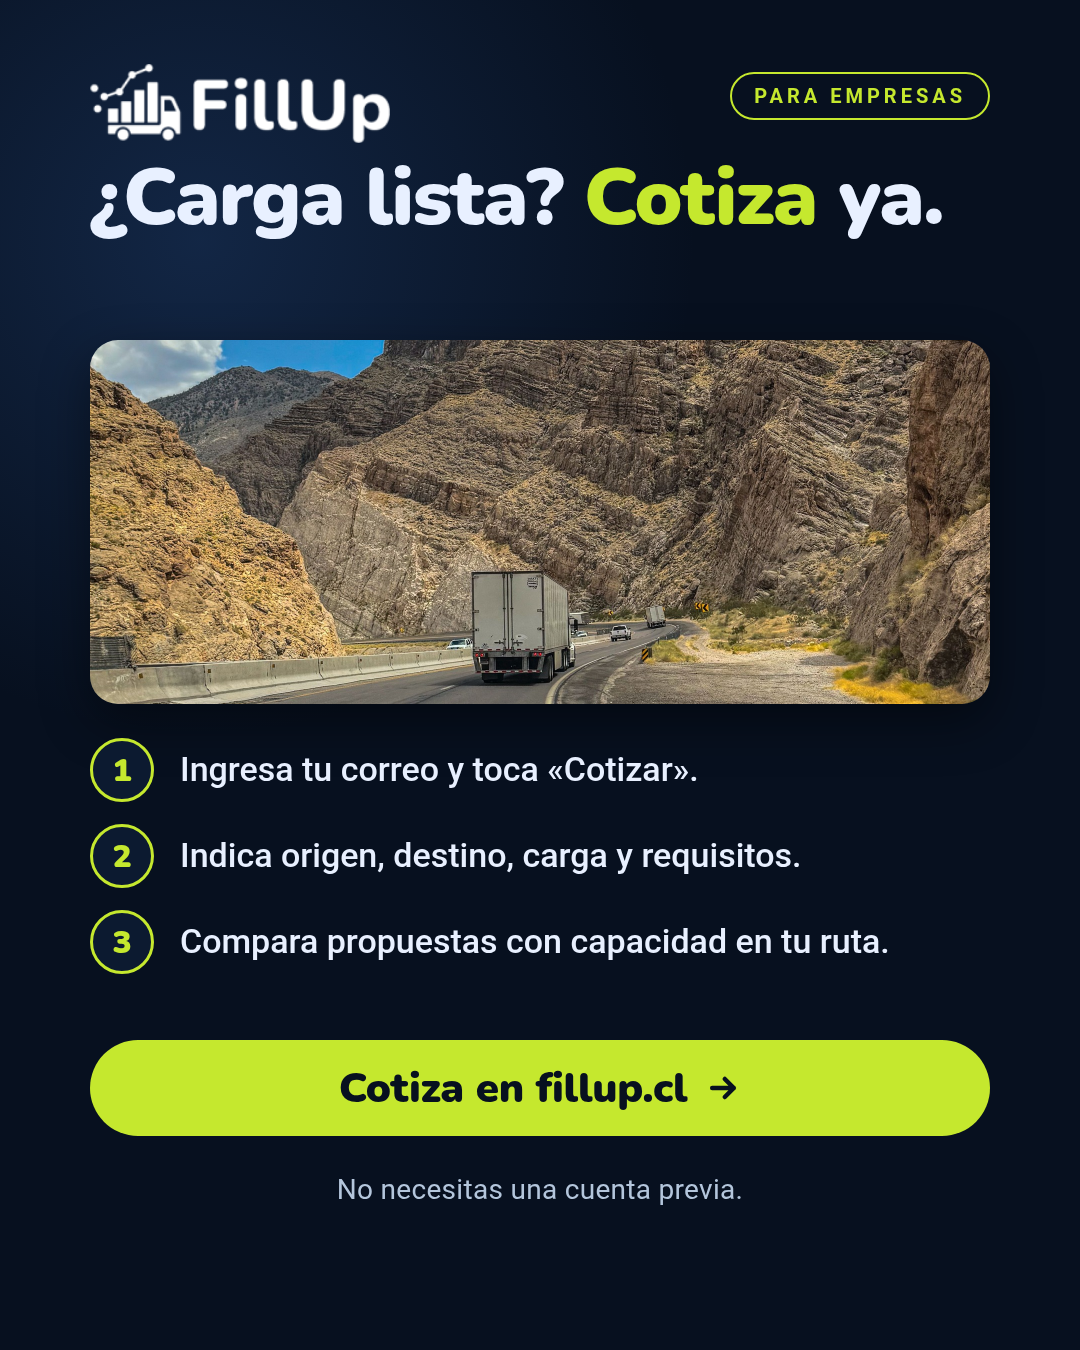 FillUp
PARA EMPRESAS
¿Carga lista? Cotiza ya.
1 Ingresa tu correo y toca «Cotizar».
2 Indica origen, destino, carga y requisitos.
3 Compara propuestas con capacidad en tu ruta.
Cotiza en fillup.cl →
No necesitas una cuenta previa.